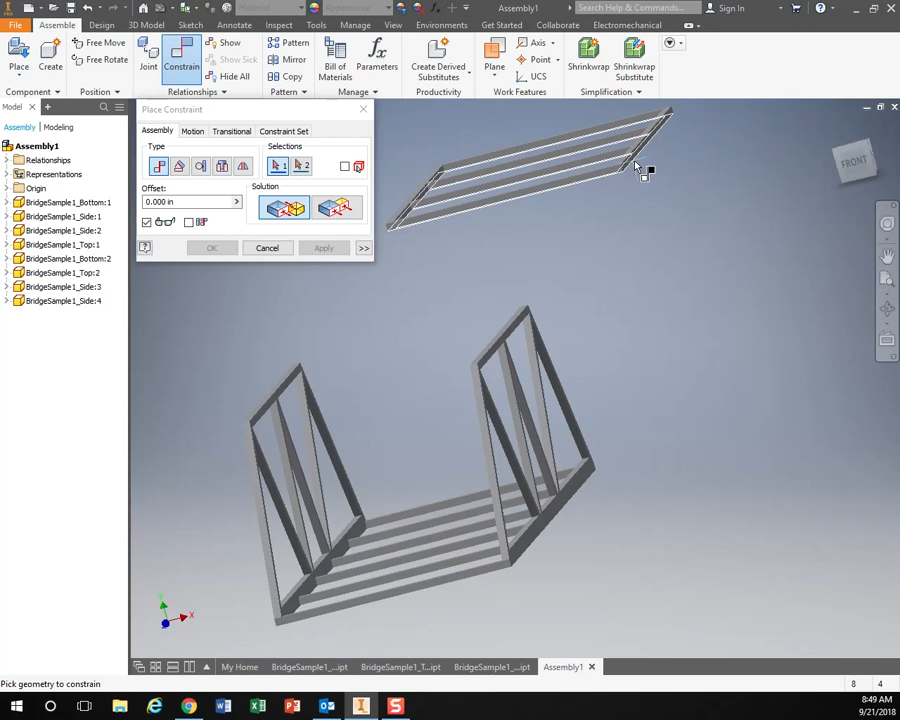 Material
Appearance
Assembly1
Search Help & Commands...
Sign In
I PRO
File
Assemble
Design
3D Model
Sketch
Annotate
Inspect
Tools
Manage
View
Environments
Get Started
Collaborate
Electromechanical
Place
Create
Free Move
Free Rotate
Joint
Constrain
Show
Show Sick
Hide All
Pattern
Mirror
Copy
Bill of Materials
fx
Parameters
Create Derived Substitutes
Plane
Axis
Point
UCS
Shrinkwrap
Shrinkwrap Substitute
Component
Position
Relationships
Pattern
Manage
Productivity
Work Features
Simplification
Model
Assembly
Modeling
Assembly1
Relationships
Representations
Origin
BridgeSample1_Bottom:1
BridgeSample1_Side:1
BridgeSample1_Side:2
BridgeSample1_Top:1
BridgeSample1_Bottom:2
BridgeSample1_Top:2
BridgeSample1_Side:3
BridgeSample1_Side:4
Place Constraint
Assembly
Motion
Transitional
Constraint Set
Type
Selections
1
2
Offset:
0.000 in
Solution
OK
Cancel
Apply
>>
FRONT
Y
X
My Home
BridgeSample1_...ipt
BridgeSample1_T...ipt
BridgeSample1_...ipt
Assembly1
Pick geometry to constrain
8
4
8:49 AM
9/21/2018